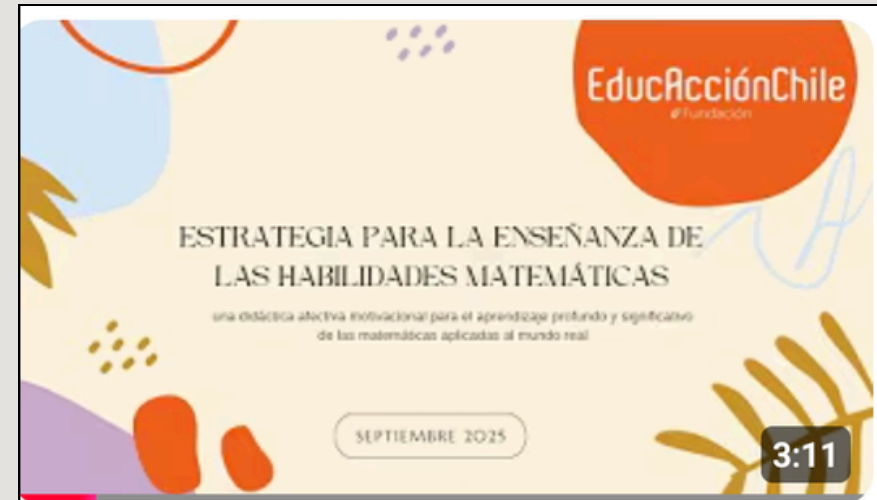 EducAcciónChile
Fundación
ESTRATEGIA PARA LA ENSEÑANZA DE
LAS HABILIDADES MATEMÁTICAS
una didáctica afectiva motivacional para el aprendizaje profundo y significativo
de las matemáticas aplicadas al mundo real
SEPTIEMBRE 2025
3:11